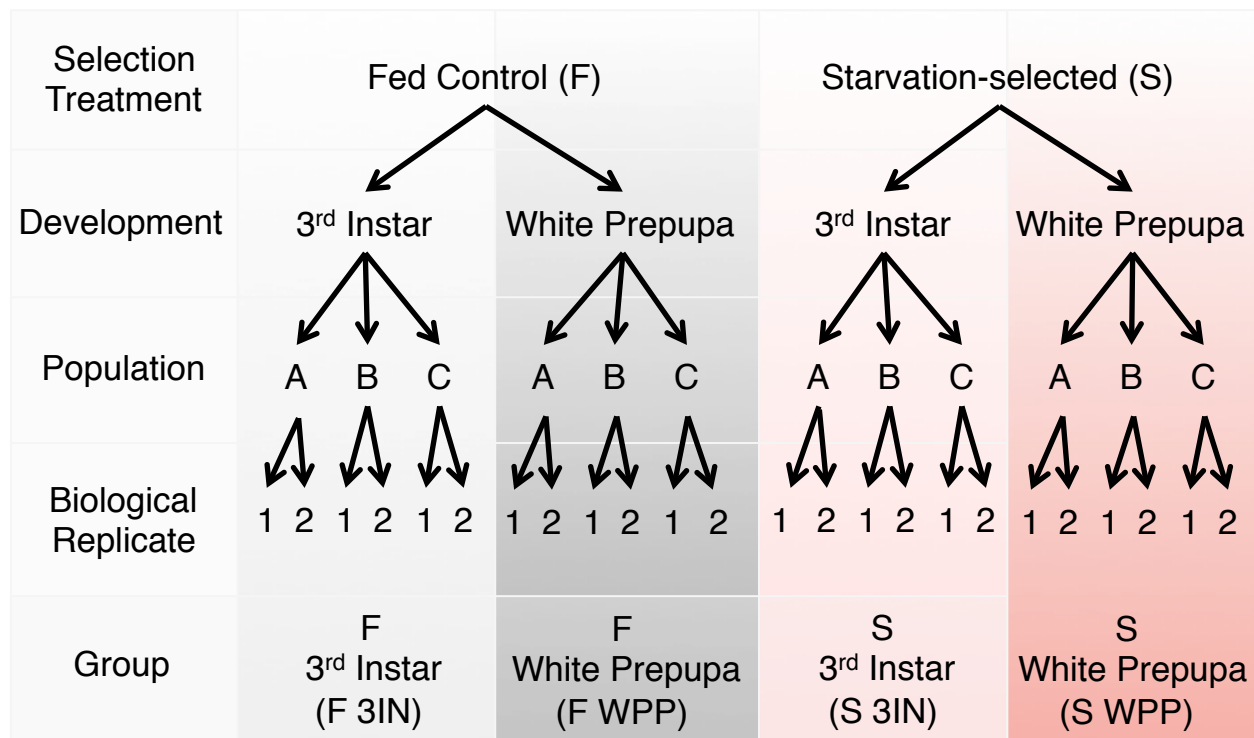 Selection
Treatment
Fed Control (F)
Starvation-selected (S)
Development
3rd Instar
White Prepupa
3rd Instar
White Prepupa
Population
A B C
A B C
A B C
A B C
Biological
Replicate
1 2 1 2 1 2
1 2 1 2 1 2
1 2 1 2 1 2
1 2 1 2 1 2
Group
F
3rd Instar
(F 3IN)
F
White Prepupa
(F WPP)
S
3rd Instar
(S 3IN)
S
White Prepupa
(S WPP)